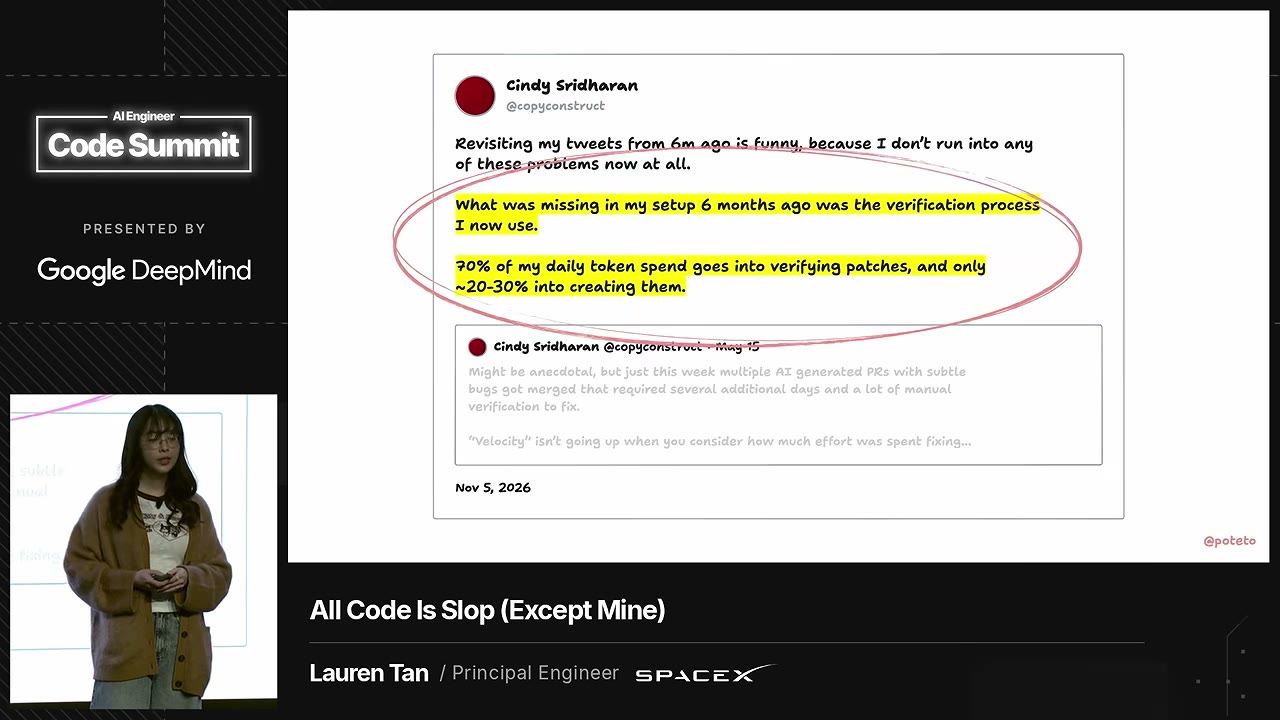 AI Engineer
Code Summit
PRESENTED BY
Google DeepMind
Cindy Sridharan
@copyconstruct
Revisiting my tweets from 6m ago is funny, because I don't run into any
of these problems now at all.
What was missing in my setup 6 months ago was the verification process
I now use.
70% of my daily token spend goes into verifying patches, and only
~20-30% into creating them.
Cindy Sridharan @copyconstruct · May 15
Might be anecdotal, but just this week multiple AI generated PRs with subtle
bugs got merged that required several additional days and a lot of manual
verification to fix.
"Velocity" isn't going up when you consider how much effort was spent fixing...
Nov 5, 2026
@poteto
subtle
nual
fixing
All Code Is Slop (Except Mine)
Lauren Tan / Principal Engineer SPACEX